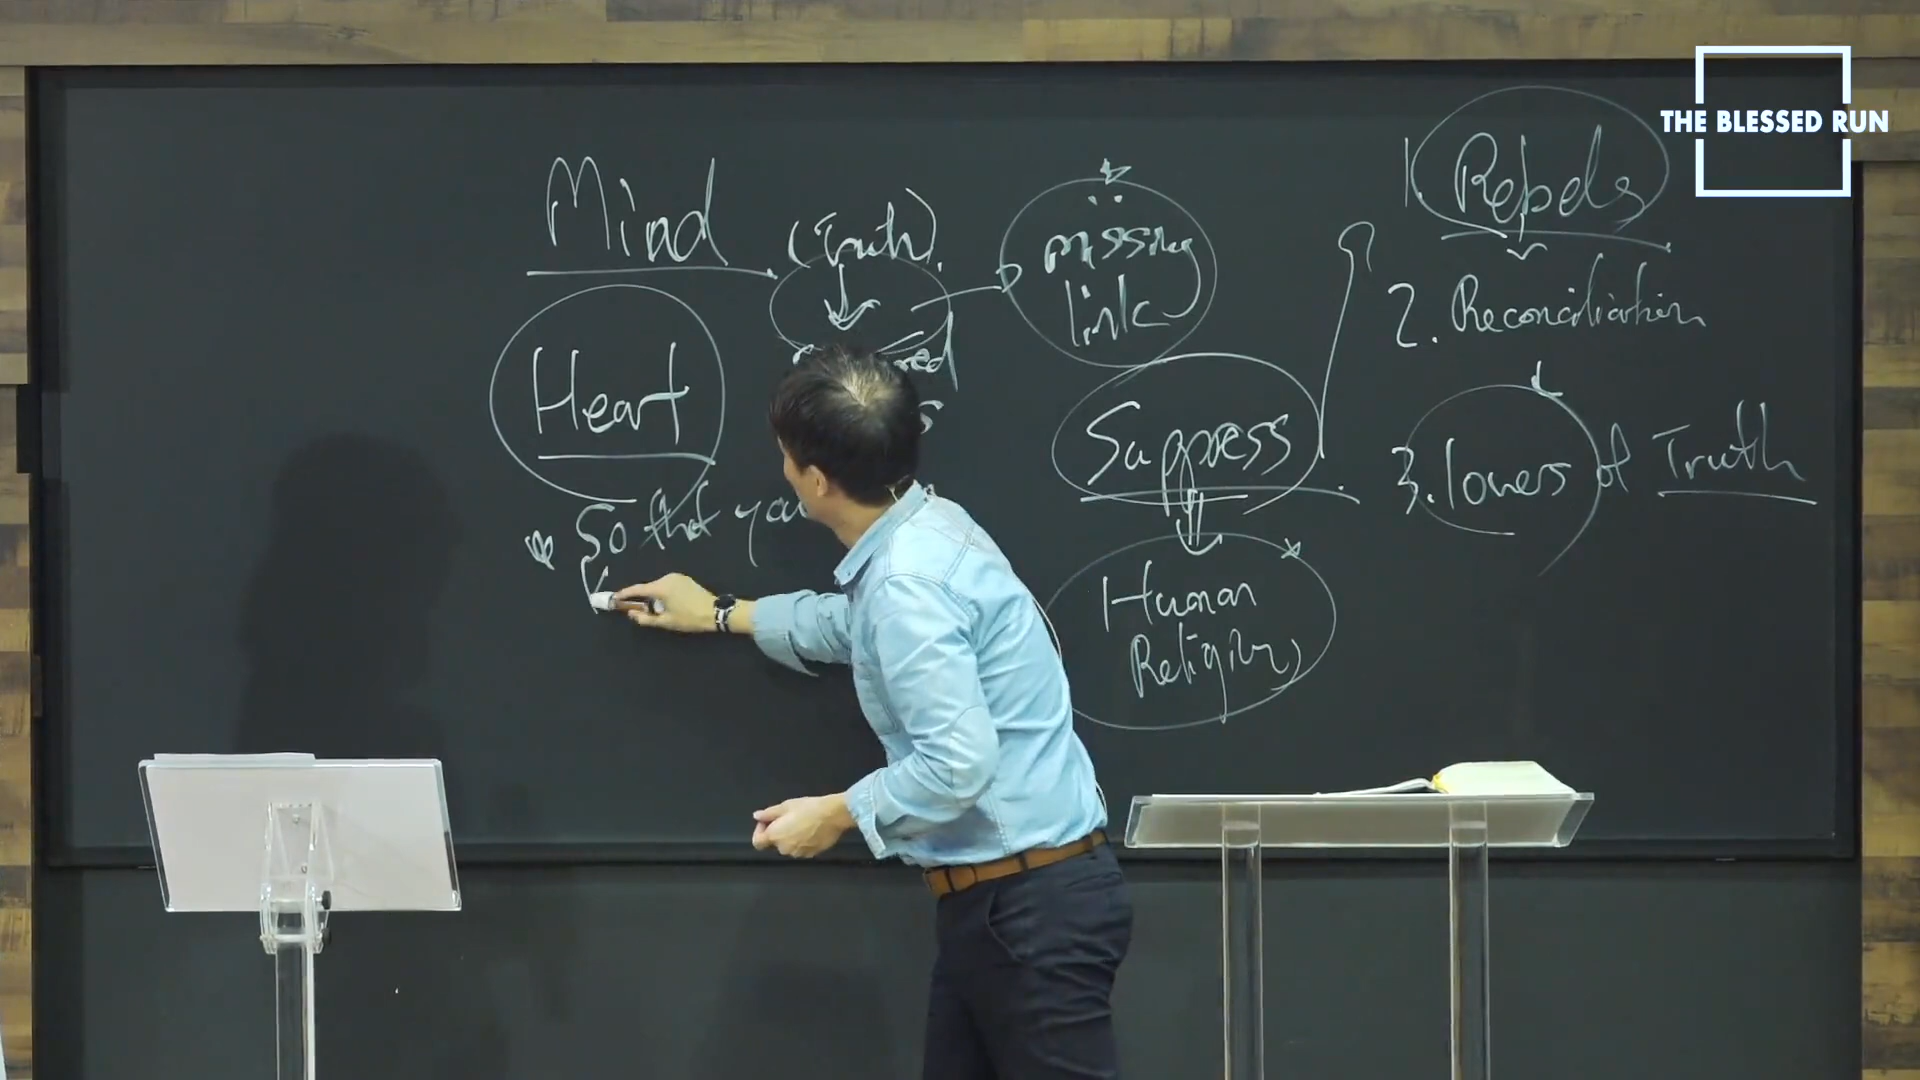 THE BLESSED RUN
Mind (Truth).
Heart
* So that you
missing
link
Suppress
Human
Religion
1. Rebels
2. Reconciliation
3. lovers of Truth